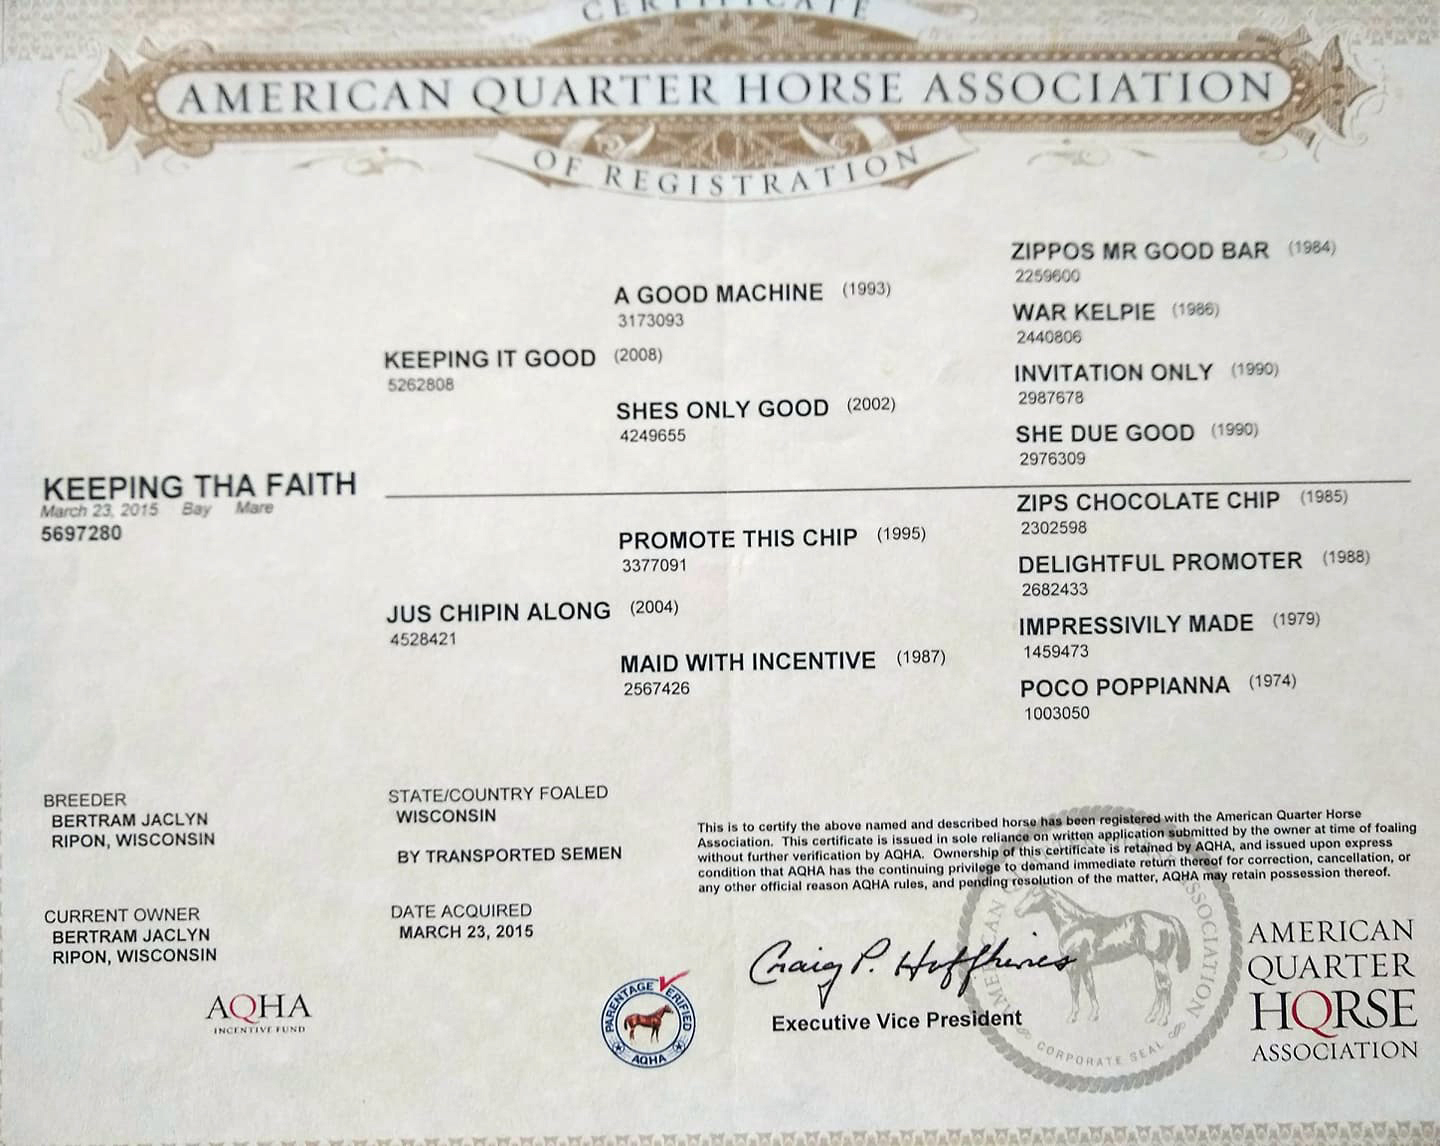 CERTIFICATE
AMERICAN QUARTER HORSE ASSOCIATION
OF REGISTRATION
ZIPPOS MR GOOD BAR (1984)
2259600
A GOOD MACHINE (1993)
3173093
WAR KELPIE (1986)
2440806
KEEPING IT GOOD (2008)
5262808
INVITATION ONLY (1990)
2987678
SHES ONLY GOOD (2002)
4249655
SHE DUE GOOD (1990)
2976309
KEEPING THA FAITH
March 23, 2015 Bay Mare
5697280
ZIPS CHOCOLATE CHIP (1985)
2302598
PROMOTE THIS CHIP (1995)
3377091
DELIGHTFUL PROMOTER (1988)
2682433
JUS CHIPIN ALONG (2004)
4528421
IMPRESSIVILY MADE (1979)
1459473
MAID WITH INCENTIVE (1987)
2567426
POCO POPPIANNA (1974)
1003050
BREEDER
BERTRAM JACLYN
RIPON, WISCONSIN
STATE/COUNTRY FOALED
WISCONSIN
BY TRANSPORTED SEMEN
CURRENT OWNER
BERTRAM JACLYN
RIPON, WISCONSIN
DATE ACQUIRED
MARCH 23, 2015
This is to certify the above named and described horse has been registered with the American Quarter Horse
Association. This certificate is issued in sole reliance on written application submitted by the owner at time of foaling
without further verification by AQHA. Ownership of this certificate is retained by AQHA, and issued upon express
condition that AQHA has the continuing privilege to demand immediate return thereof for correction, cancellation, or
any other official reason AQHA rules, and pending resolution of the matter, AQHA may retain possession thereof.
AQHA
INCENTIVE FUND
PARENTAGE VERIFIED
AQHA
Craig P. Huffhines
Executive Vice President
AMERICAN QUARTER HORSE ASSOCIATION
CORPORATE SEAL
AMERICAN
QUARTER
HORSE
ASSOCIATION